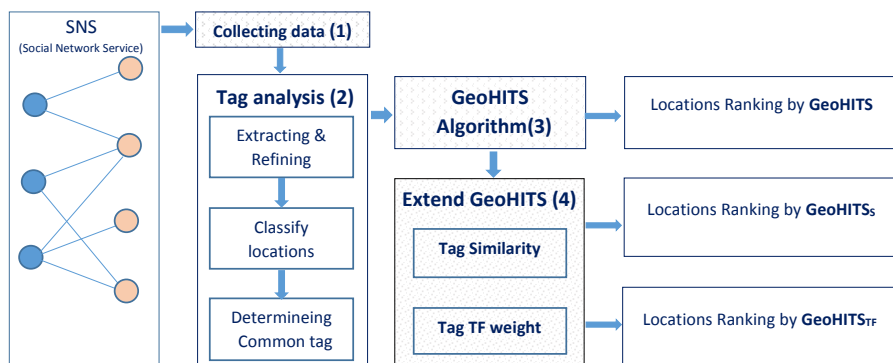 SNS
(Social Network Service)
Collecting data (1)
Tag analysis (2)
Extracting &
Refining
Classify
locations
Determineing
Common tag
GeoHITS
Algorithm(3)
Extend GeoHITS (4)
Tag Similarity
Tag TF weight
Locations Ranking by GeoHITS
Locations Ranking by GeoHITSS
Locations Ranking by GeoHITSTF